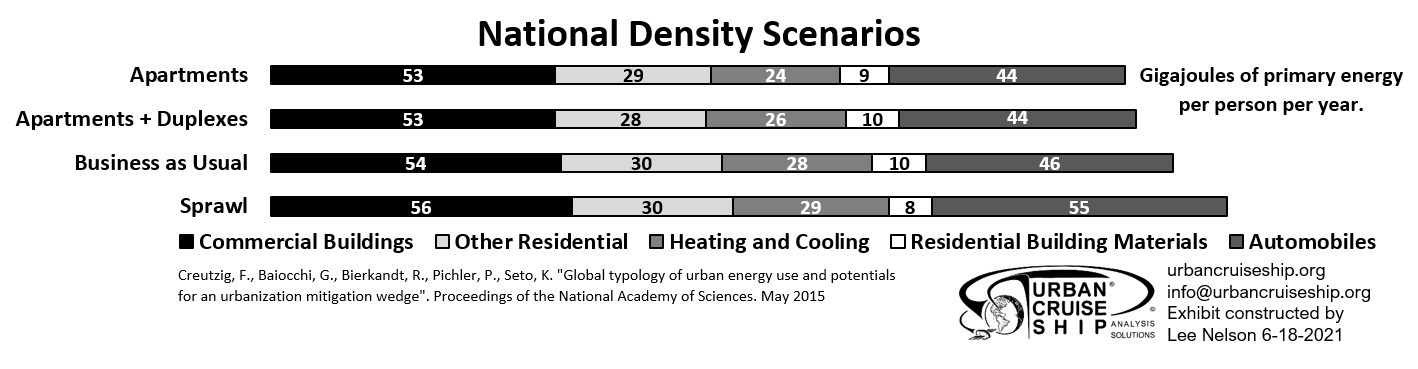 National Density Scenarios
Apartments 53 29 24 9 44
Gigajoules of primary energy
per person per year.
Apartments + Duplexes 53 28 26 10 44
Business as Usual 54 30 28 10 46
Sprawl 56 30 29 8 55
Commercial Buildings Other Residential Heating and Cooling Residential Building Materials Automobiles
Creutzig, F., Baiocchi, G., Bierkandt, R., Pichler, P., Seto, K. "Global typology of urban energy use and potentials
for an urbanization mitigation wedge". Proceedings of the National Academy of Sciences. May 2015
URBAN®
CRUISE ©
SHIP ANALYSIS
SOLUTIONS
urbancruiseship.org
info@urbancruiseship.org
Exhibit constructed by
Lee Nelson 6-18-2021